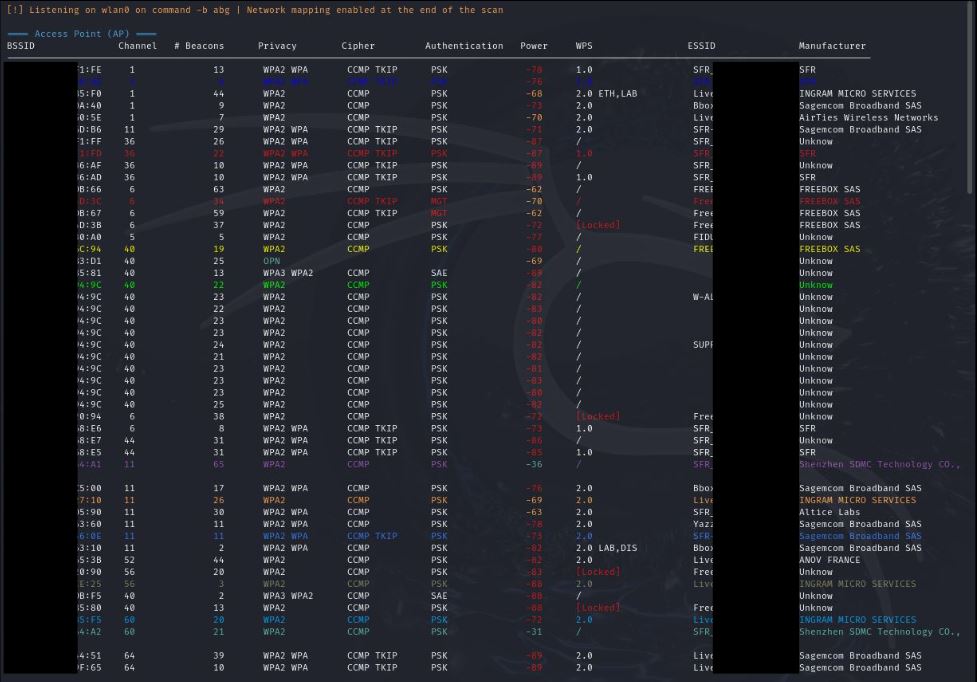 [!] Listening on wlan0 on command -b abg | Network mapping enabled at the end of the scan
Access Point (AP)
BSSID Channel # Beacons Privacy Cipher Authentication Power WPS ESSID Manufacturer
F1:FE 1 13 WPA2 WPA CCMP TKIP PSK -78 1.0 SFR_ SFR
-76
35:F0 1 44 WPA2 CCMP PSK -68 2.0 ETH,LAB Live INGRAM MICRO SERVICES
0A:40 1 9 WPA2 CCMP PSK -73 2.0 Bbox Sagemcom Broadband SAS
30:5E 1 7 WPA2 CCMP PSK -70 2.0 Live AirTies Wireless Networks
5D:B6 11 29 WPA2 WPA CCMP TKIP PSK -71 2.0 SFR- Sagemcom Broadband SAS
F1:FF 36 26 WPA2 WPA CCMP TKIP PSK -87 / SFR_ Unknow
F1:FD 36 22 WPA2 WPA CCMP TKIP PSK -87 1.0 SFR_ SFR
36:AF 36 10 WPA2 WPA CCMP TKIP PSK -89 / SFR_ Unknow
36:AD 36 10 WPA2 WPA CCMP TKIP PSK -89 1.0 SFR_ SFR
0B:66 6 63 WPA2 CCMP PSK -62 / FREE FREEBOX SAS
D:3C 6 34 WPA2 CCMP TKIP MGT -70 / Free FREEBOX SAS
0B:67 6 59 WPA2 CCMP TKIP MGT -62 / Free FREEBOX SAS
D:3B 6 37 WPA2 CCMP PSK -72 [Locked] Free FREEBOX SAS
0:A0 5 5 WPA2 CCMP PSK -77 / FIDU Unknow
C:94 40 19 WPA2 CCMP PSK -80 / FREE FREEBOX SAS
3:D1 40 25 OPN -69 / Unknow
5:81 40 13 WPA3 WPA2 CCMP SAE -89 / Unknow
4:9C 40 22 WPA2 CCMP PSK -82 / Unknow
4:9C 40 23 WPA2 CCMP PSK -82 / W-AL Unknow
4:9C 40 22 WPA2 CCMP PSK -83 / Unknow
4:9C 40 23 WPA2 CCMP PSK -80 / Unknow
4:9C 40 23 WPA2 CCMP PSK -82 / Unknow
4:9C 40 24 WPA2 CCMP PSK -82 / SUPP Unknow
4:9C 40 21 WPA2 CCMP PSK -82 / Unknow
4:9C 40 23 WPA2 CCMP PSK -81 / Unknow
4:9C 40 23 WPA2 CCMP PSK -83 / Unknow
4:9C 40 23 WPA2 CCMP PSK -80 / Unknow
4:9C 40 25 WPA2 CCMP PSK -82 / Unknow
0:94 6 38 WPA2 CCMP PSK -72 [Locked] Free Unknow
8:E6 6 8 WPA2 WPA CCMP TKIP PSK -73 1.0 SFR_ SFR
8:E7 44 31 WPA2 WPA CCMP TKIP PSK -86 / SFR_ Unknow
8:E5 44 31 WPA2 WPA CCMP TKIP PSK -85 1.0 SFR_ SFR
4:A1 11 65 WPA2 CCMP PSK -36 / SFR_ Shenzhen SDMC Technology CO.,
5:00 11 17 WPA2 WPA CCMP PSK -76 2.0 Bbox Sagemcom Broadband SAS
7:10 11 26 WPA2 CCMP PSK -69 2.0 Live INGRAM MICRO SERVICES
5:90 11 30 WPA2 WPA CCMP PSK -63 2.0 SFR_ Altice Labs
3:60 11 11 WPA2 WPA CCMP PSK -78 2.0 Yaz Sagemcom Broadband SAS
6:0E 11 11 WPA2 WPA CCMP TKIP PSK -73 2.0 SFR- Sagemcom Broadband SAS
3:10 11 2 WPA2 WPA CCMP PSK -82 2.0 LAB,DIS Bbox Sagemcom Broadband SAS
5:3B 52 44 WPA2 CCMP PSK -82 2.0 Live ANOV FRANCE
0:90 56 20 WPA2 CCMP PSK -83 [Locked] Free Unknow
E:25 56 3 WPA2 CCMP PSK -88 2.0 Live INGRAM MICRO SERVICES
B:F5 40 2 WPA3 WPA2 CCMP SAE -88 / Unknow
5:80 40 13 WPA2 CCMP PSK -88 [Locked] Free Unknow
5:F5 60 20 WPA2 CCMP PSK -72 2.0 Live INGRAM MICRO SERVICES
4:A2 60 21 WPA2 CCMP PSK -31 / SFR_ Shenzhen SDMC Technology CO.,
4:51 64 39 WPA2 WPA CCMP PSK -89 2.0 Live Sagemcom Broadband SAS
F:65 64 10 WPA2 WPA CCMP PSK -89 2.0 Live Sagemcom Broadband SAS